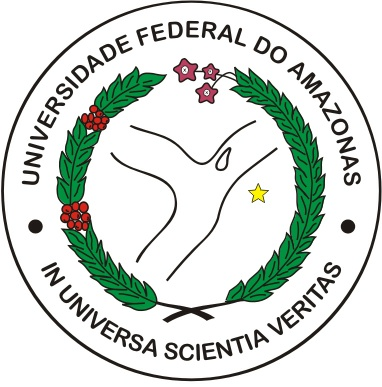 UNIVERSIDADE FEDERAL DO AMAZONAS
IN UNIVERSA SCIENTIA VERITAS